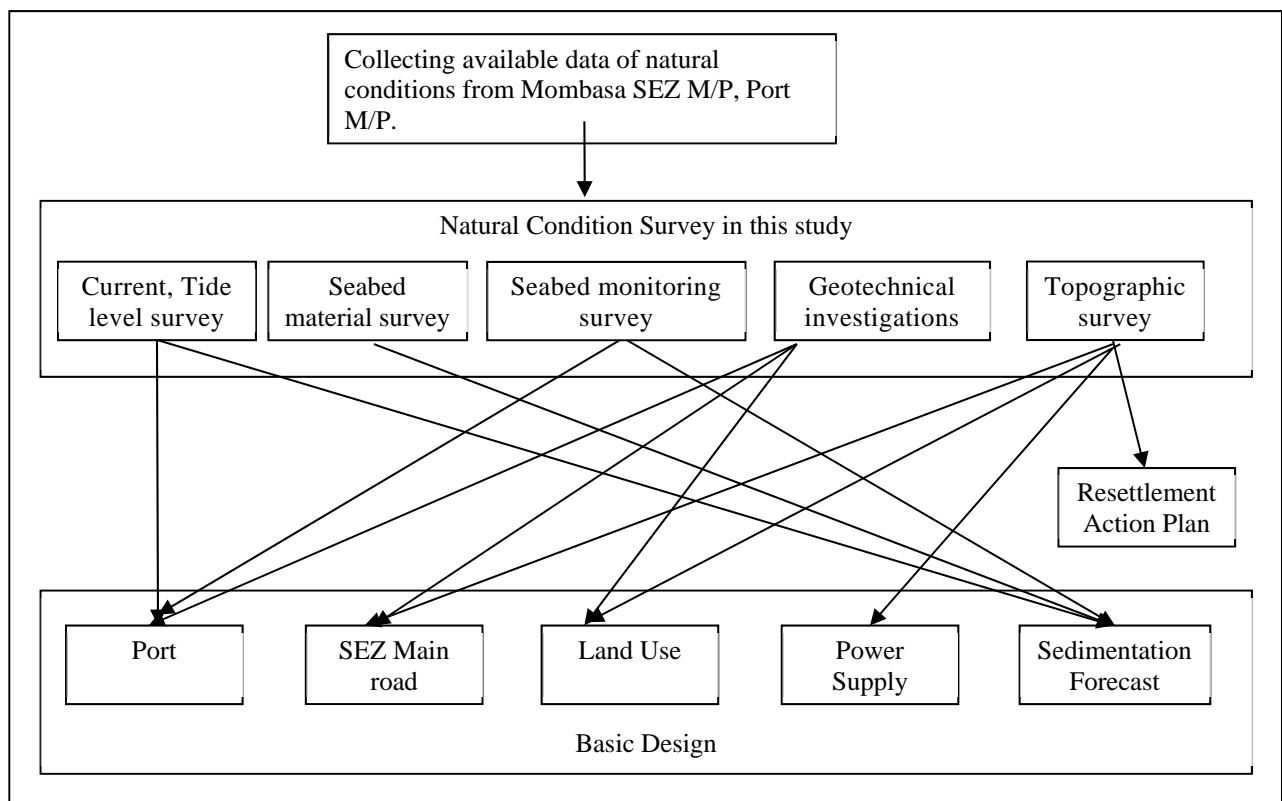 Collecting available data of natural
conditions from Mombasa SEZ M/P, Port
M/P.
Natural Condition Survey in this study
Current, Tide
level survey
Seabed
material survey
Seabed monitoring
survey
Geotechnical
investigations
Topographic
survey
Resettlement
Action Plan
Port
SEZ Main
road
Land Use
Power
Supply
Sedimentation
Forecast
Basic Design